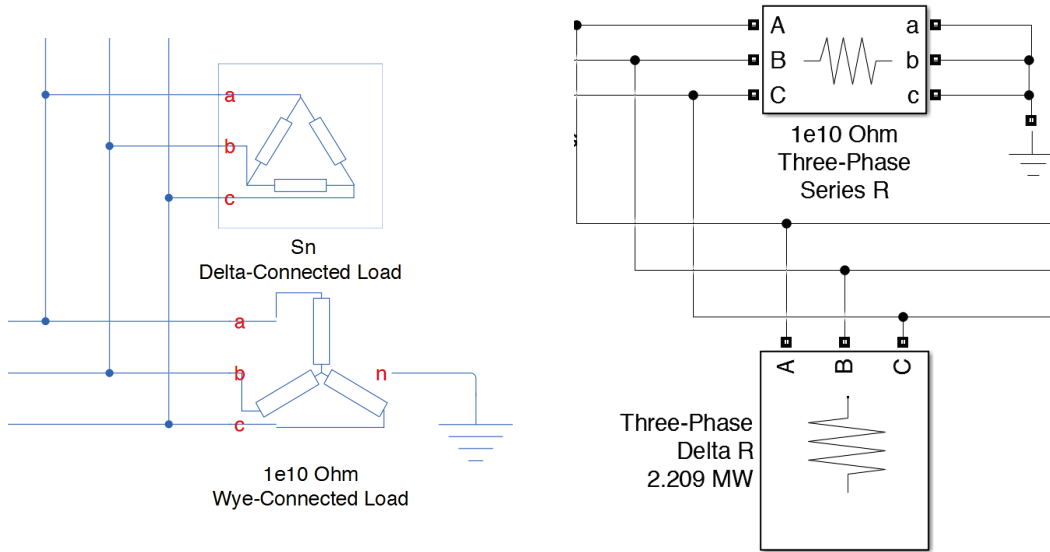 a
b
c
Sn
Delta-Connected Load
a
b
n
c
1e10 Ohm
Wye-Connected Load
A
a
B
b
C
c
1e10 Ohm
Three-Phase
Series R
A B C
Three-Phase
Delta R
2.209 MW